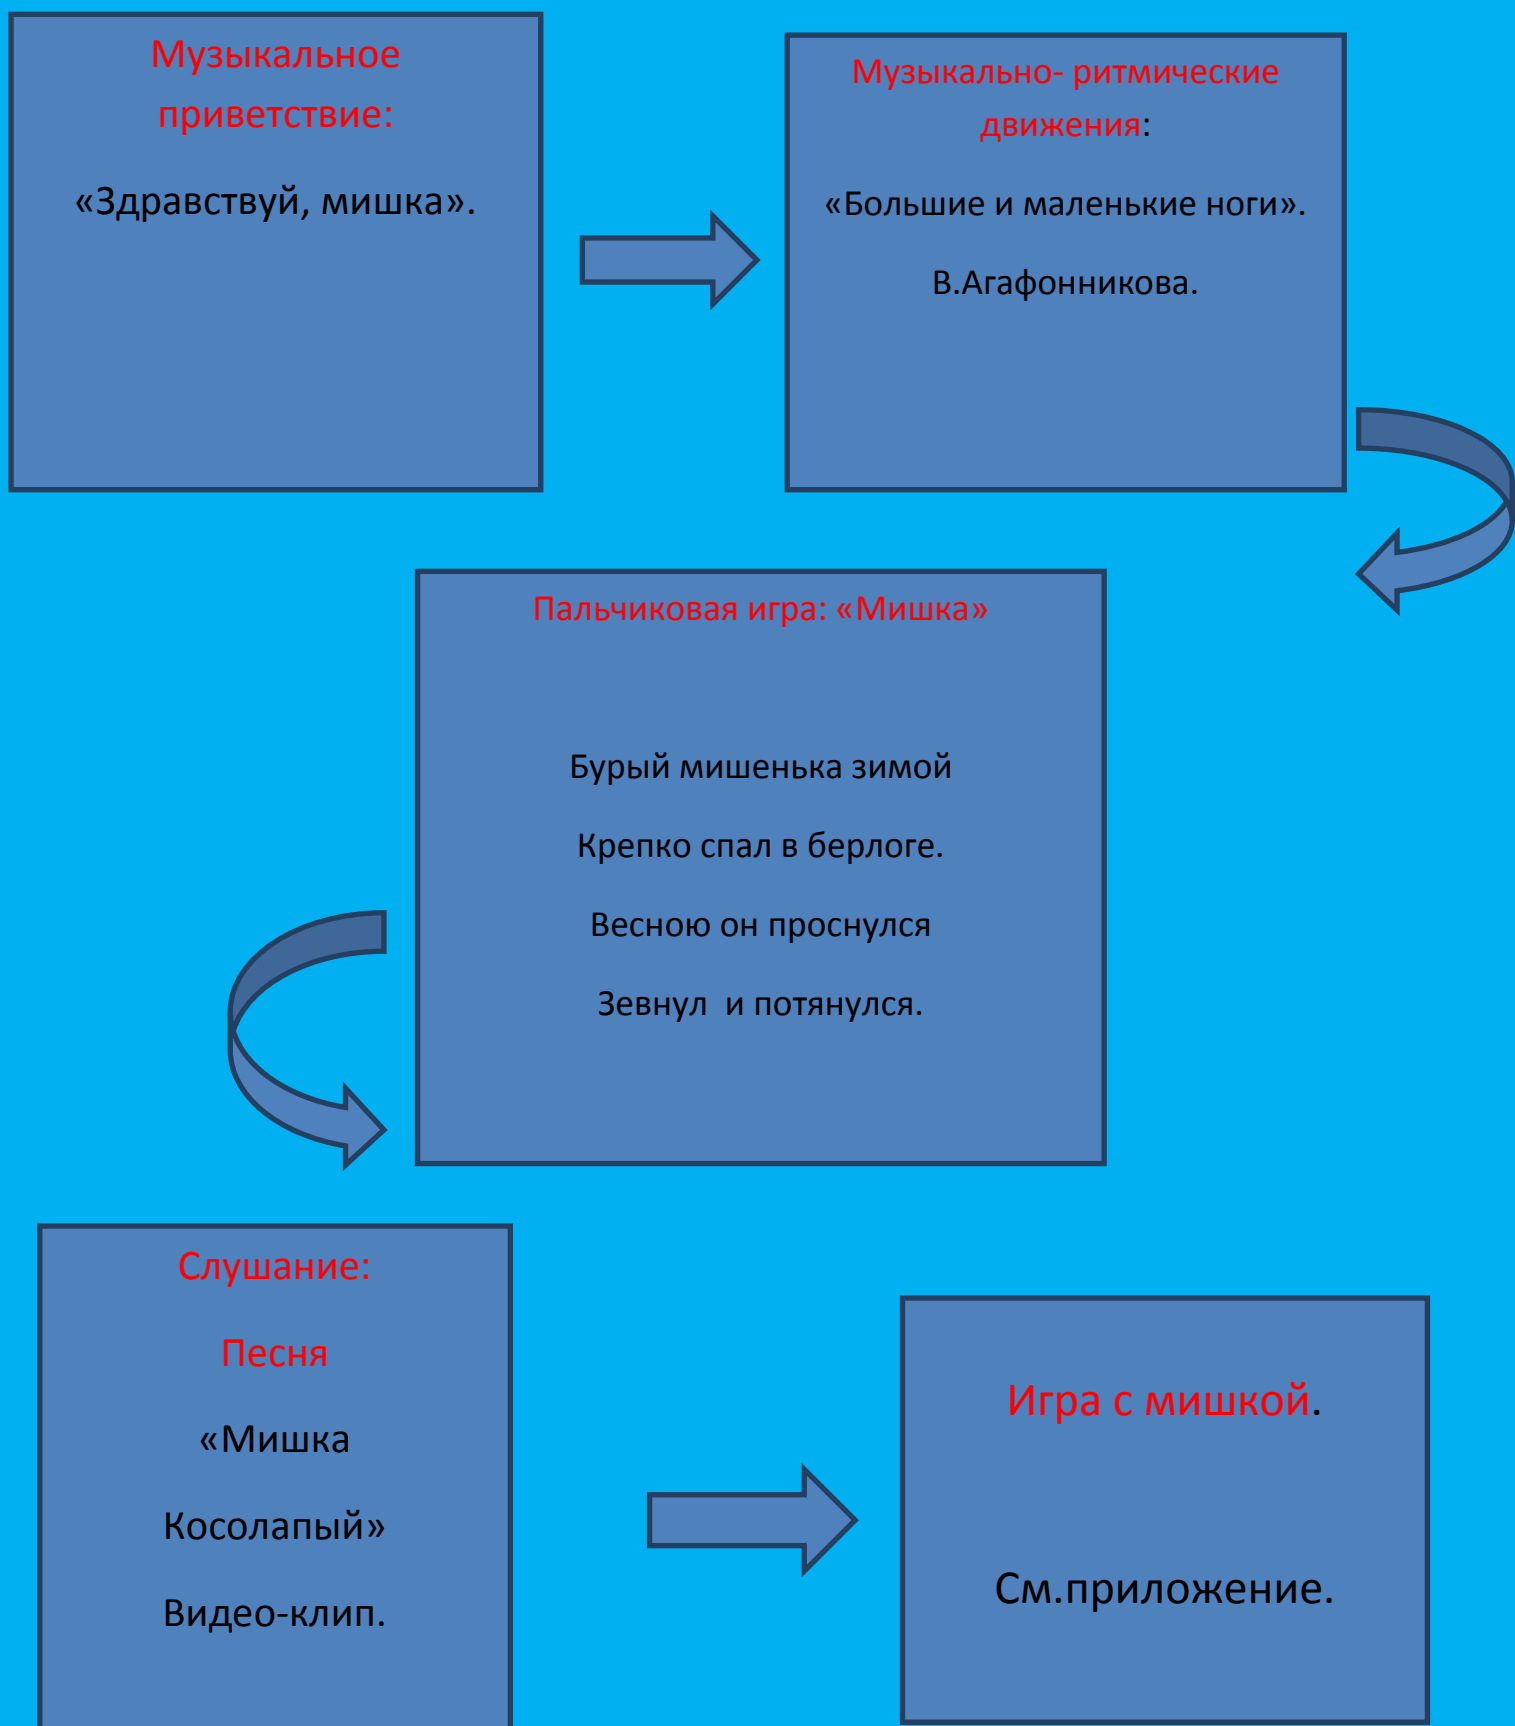 Музыкальное
приветствие:
«Здравствуй, мишка».
Музыкально- ритмические
движения:
«Большие и маленькие ноги».
В.Агафонникова.
Пальчиковая игра: «Мишка»
Бурый мишенька зимой
Крепко спал в берлоге.
Весною он проснулся
Зевнул  и потянулся.
Слушание:
Песня
«Мишка
Косолапый»
Видео-клип.
Игра с мишкой.
См.приложение.